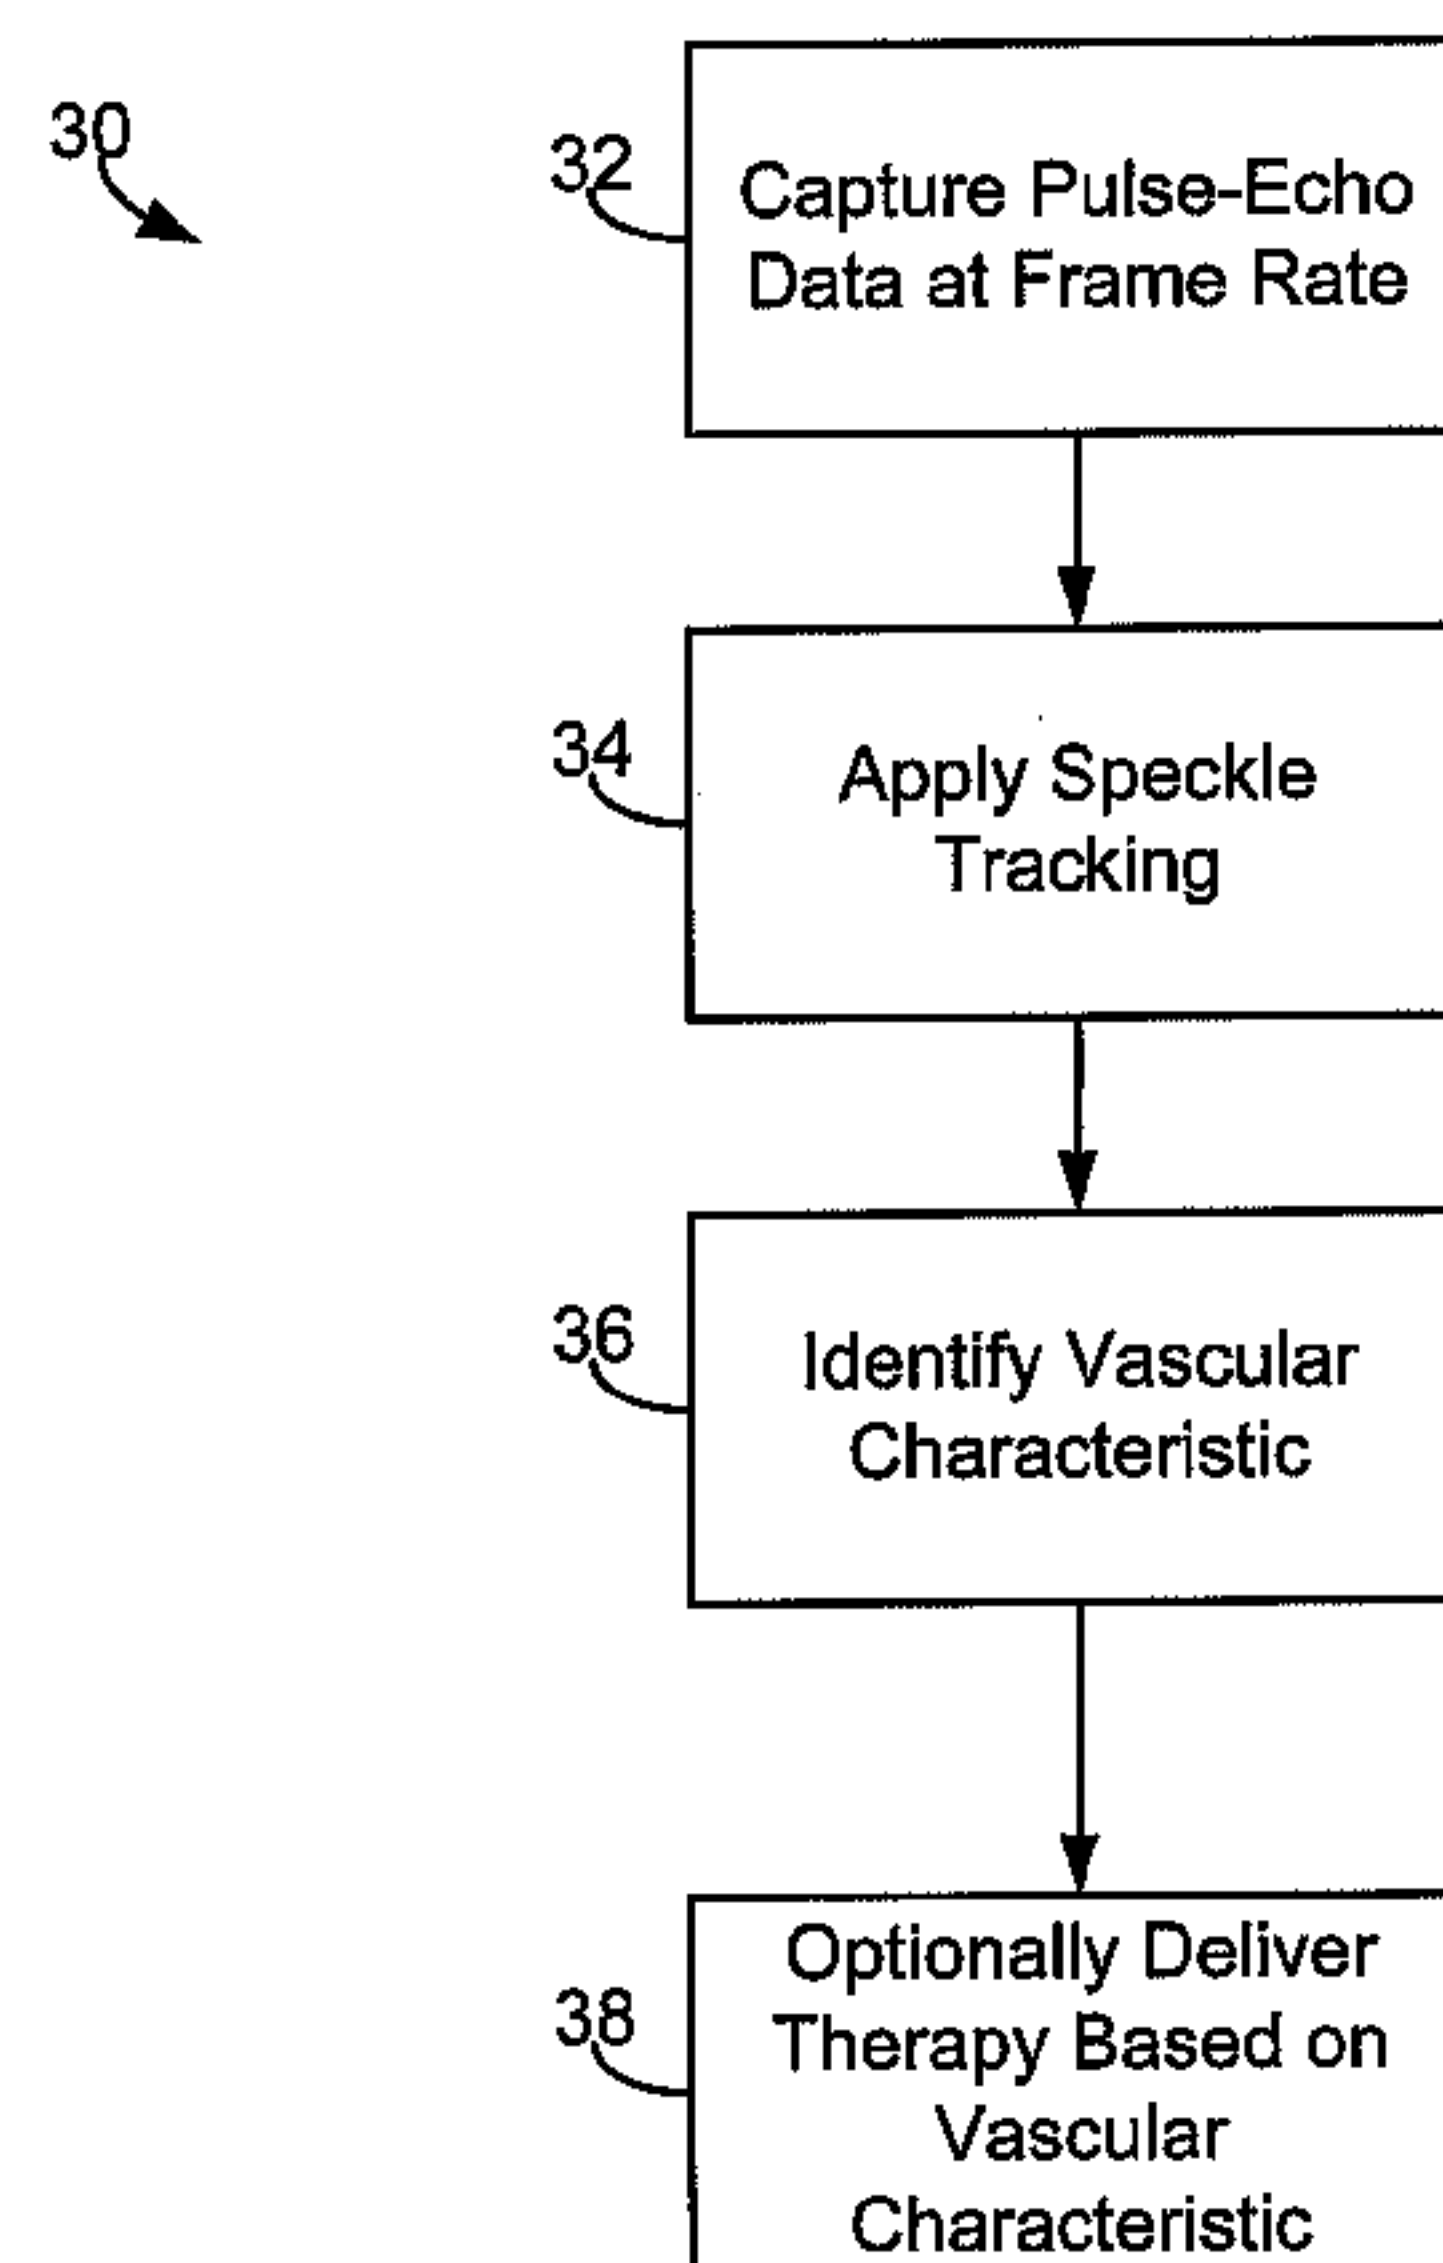 30
32
Capture Pulse-Echo
Data at Frame Rate
34
Apply Speckle
Tracking
36
Identify Vascular
Characteristic
38
Optionally Deliver
Therapy Based on
Vascular
Characteristic